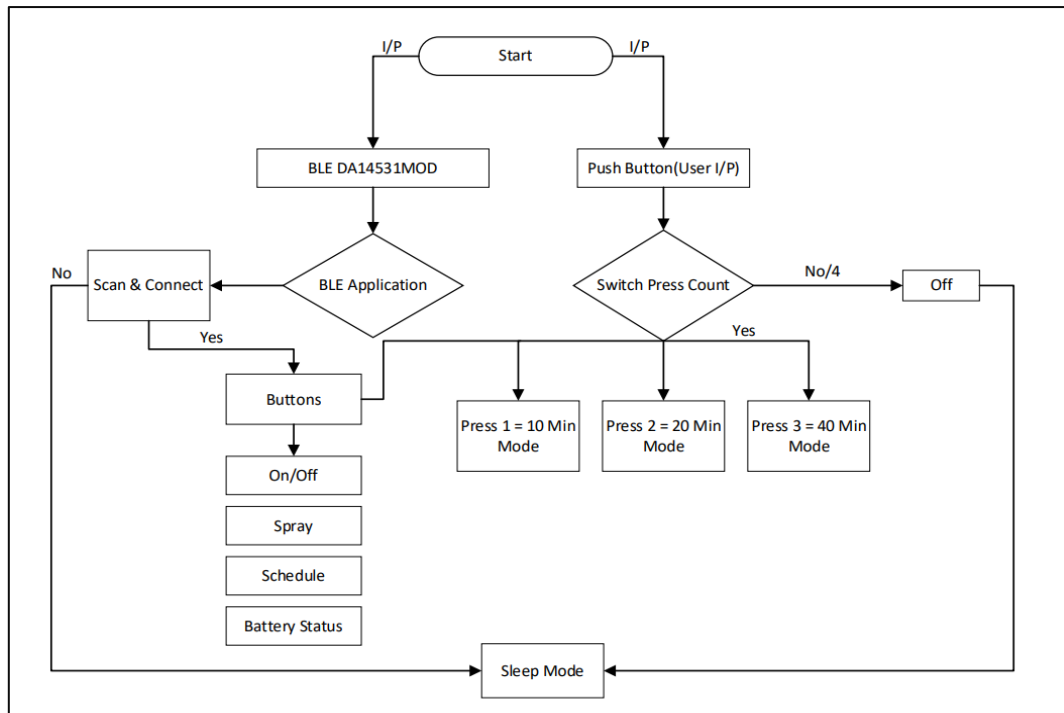 I/P
I/P
Start
BLE DA14531MOD
Push Button(User I/P)
No
Scan & Connect
BLE Application
Switch Press Count
No/4
Off
Yes
Yes
Buttons
Press 1 = 10 Min
Mode
Press 2 = 20 Min
Mode
Press 3 = 40 Min
Mode
On/Off
Spray
Schedule
Battery Status
Sleep Mode